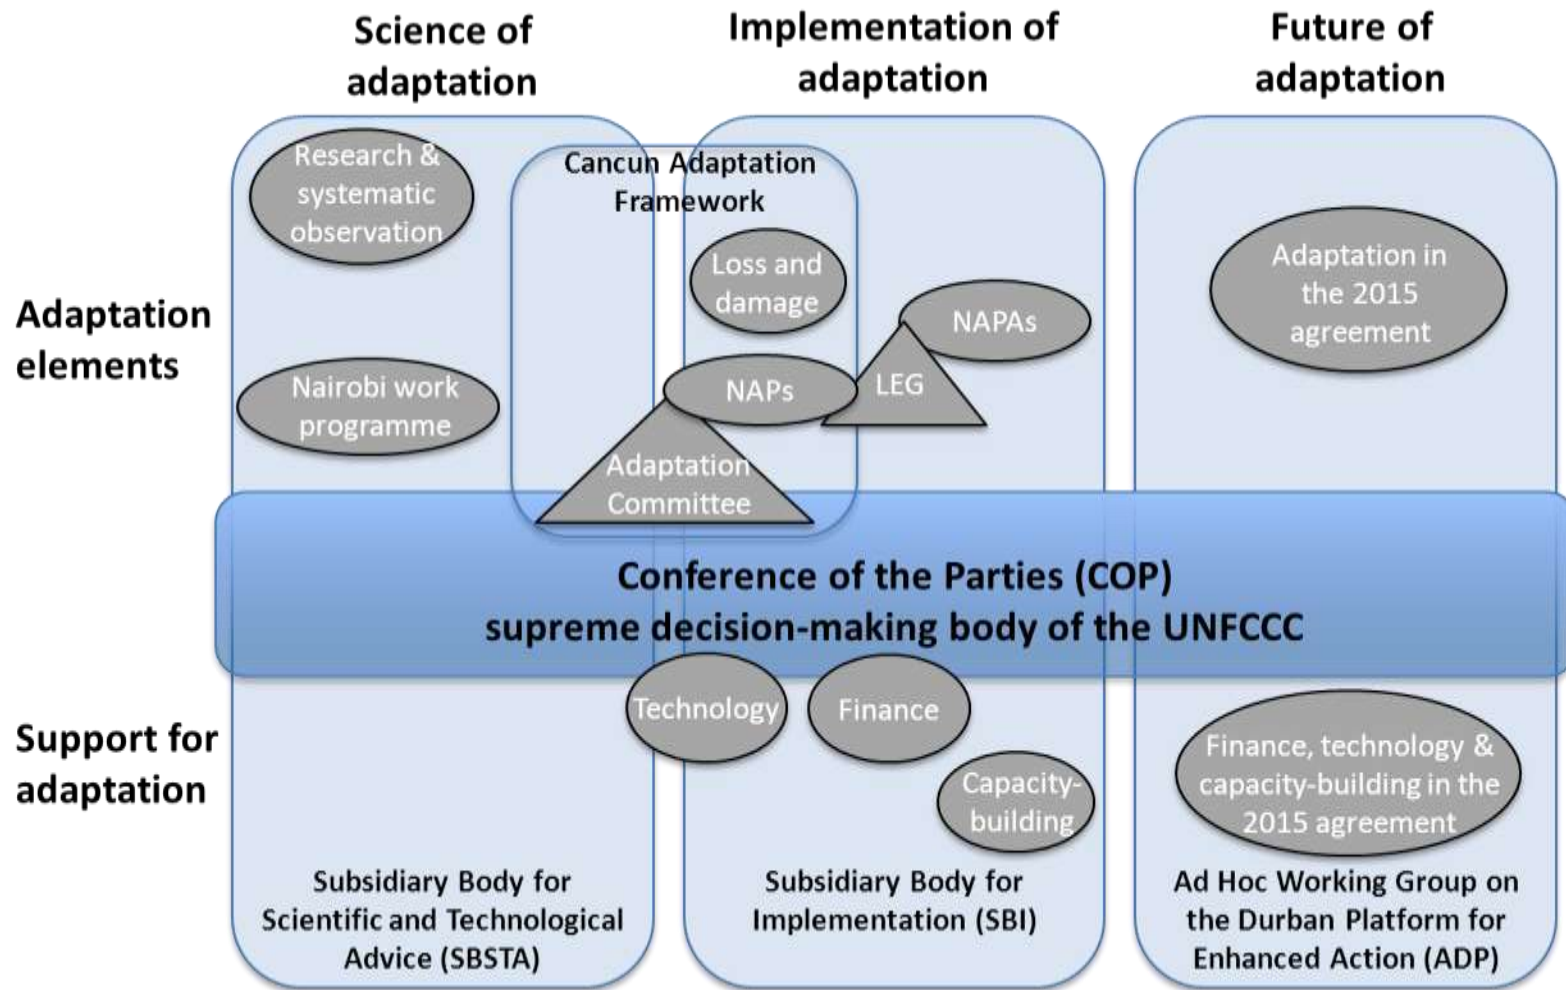 Science of
adaptation
Implementation of
adaptation
Future of
adaptation
Adaptation
elements
Research &
systematic
observation
Nairobi work
programme
Cancun Adaptation
Framework
Loss and
damage
NAPs
Adaptation
Committee
LEG
NAPAs
Adaptation in
the 2015
agreement
Conference of the Parties (COP)
supreme decision-making body of the UNFCCC
Support for
adaptation
Technology
Finance
Capacity-
building
Finance, technology &
capacity-building in the
2015 agreement
Subsidiary Body for
Scientific and Technological
Advice (SBSTA)
Subsidiary Body for
Implementation (SBI)
Ad Hoc Working Group on
the Durban Platform for
Enhanced Action (ADP)